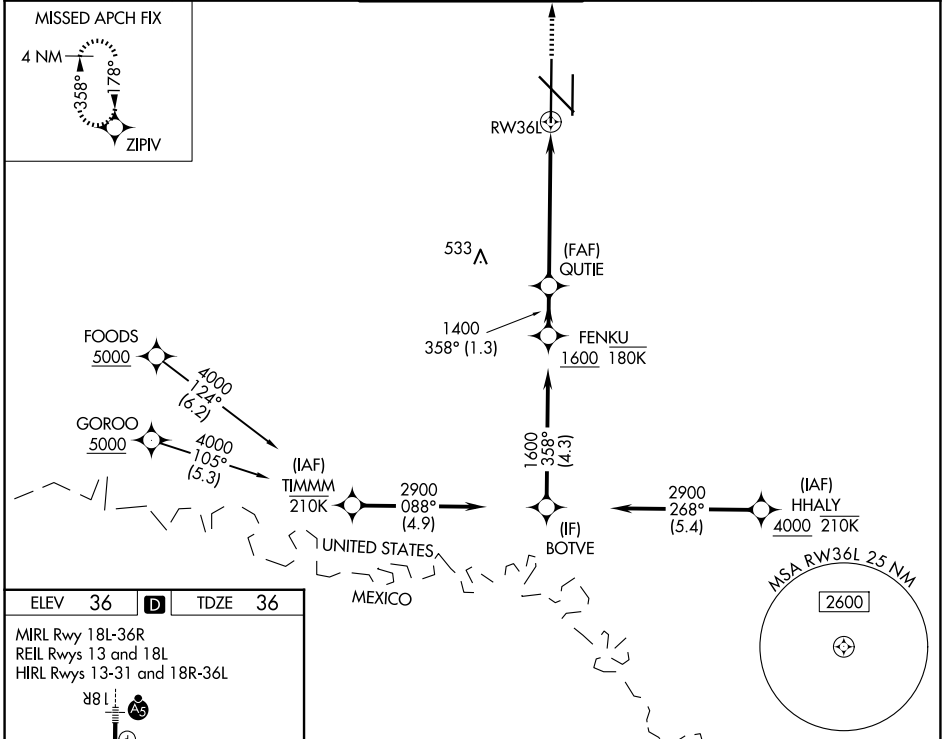 MISSED APCH FIX
4 NM
358°
178°
ZIPIV
RW36L
533
(FAF)
QUTIE
1400
358° (1.3)
FENKU
1600 180K
FOODS
5000
4000
124°
(6.2)
GOROO
5000
4000
105°
(5.3)
(IAF)
TIMMM
210K
2900
088°
(4.9)
1600
358°
(4.3)
(IF)
BOTVE
2900
268°
(5.4)
(IAF)
HHALY
4000 210K
UNITED STATES
MEXICO
MSA RW36L 25 NM
2600
ELEV 36 D TDZE 36
MIRL Rwy 18L-36R
REIL Rwys 13 and 18L
HIRL Rwys 13-31 and 18R-36L
18R
A5